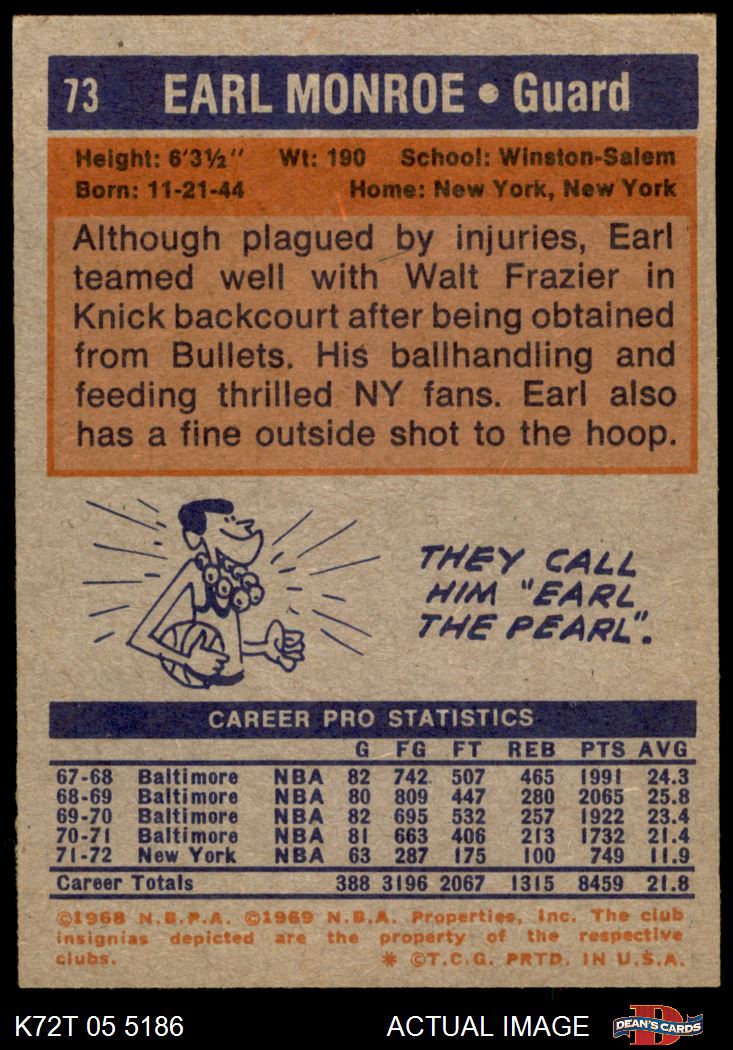 73 EARL MONROE • Guard
Height: 6'3½" Wt: 190 School: Winston-Salem
Born: 11-21-44 Home: New York, New York
Although plagued by injuries, Earl
teamed well with Walt Frazier in
Knick backcourt after being obtained
from Bullets. His ballhandling and
feeding thrilled NY fans. Earl also
has a fine outside shot to the hoop.
THEY CALL
HIM "EARL
THE PEARL".
CAREER PRO STATISTICS
G FG FT REB PTS AVG
67-68 Baltimore NBA 82 742 507 465 1991 24.3
68-69 Baltimore NBA 80 809 447 280 2065 25.8
69-70 Baltimore NBA 82 695 532 257 1922 23.4
70-71 Baltimore NBA 81 663 406 213 1732 21.4
71-72 New York NBA 63 287 175 100 749 11.9
Career Totals 388 3196 2067 1315 8459 21.8
©1968 N.B.P.A. ©1969 N.B.A. Properties, Inc. The club
insignias depicted are the property of the respective
clubs. * ©T.C.G. PRTD. IN U.S.A.
K72T 05 5186 ACTUAL IMAGE D DEAN'S CARDS